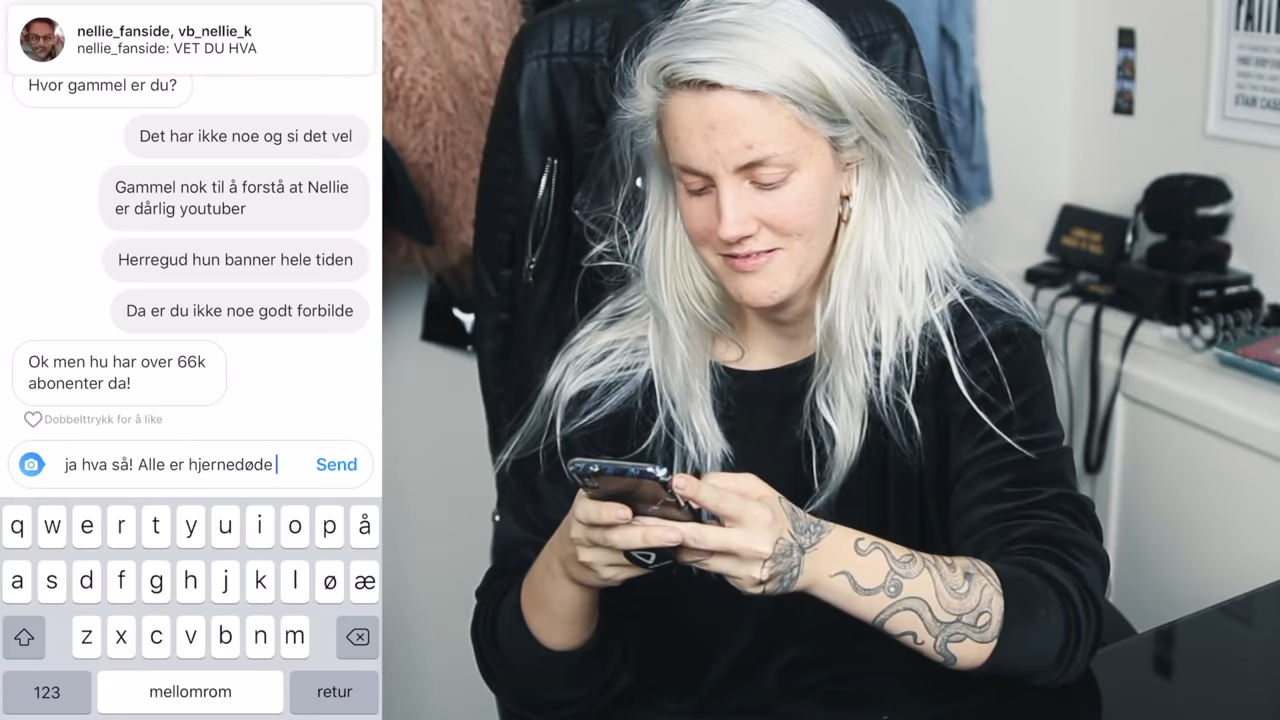 nellie_fanside, vb_nellie_k
nellie_fanside: VET DU HVA
Hvor gammel er du?
Det har ikke noe og si det vel
Gammel nok til å forstå at Nellie
er dårlig youtuber
Herregud hun banner hele tiden
Da er du ikke noe godt forbilde
Ok men hu har over 66k
abonenter da!
Dobbelttrykk for å like
ja hva så! Alle er hjernedøde
Send
q w e r t y u i o p å
a s d f g h j k l ø æ
z x c v b n m
123 mellomrom retur
STAIR CASE